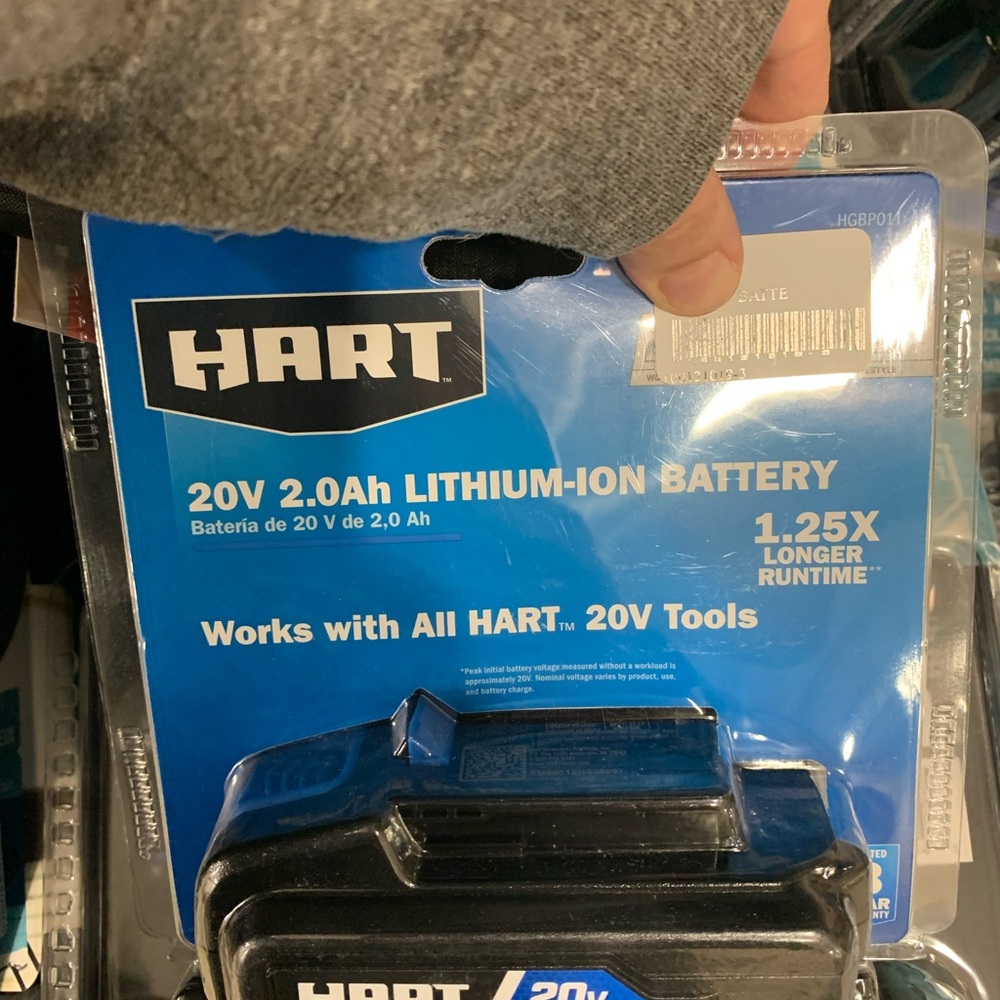 HGBP011
HART™
20V 2.0Ah LITHIUM-ION BATTERY
Batería de 20 V de 2,0 Ah
1.25X
LONGER
RUNTIME**
Works with All HART™ 20V Tools
*Peak initial battery voltage measured without a workload is
approximately 20V. Nominal voltage varies by product, use,
and battery charge.
HART 20V